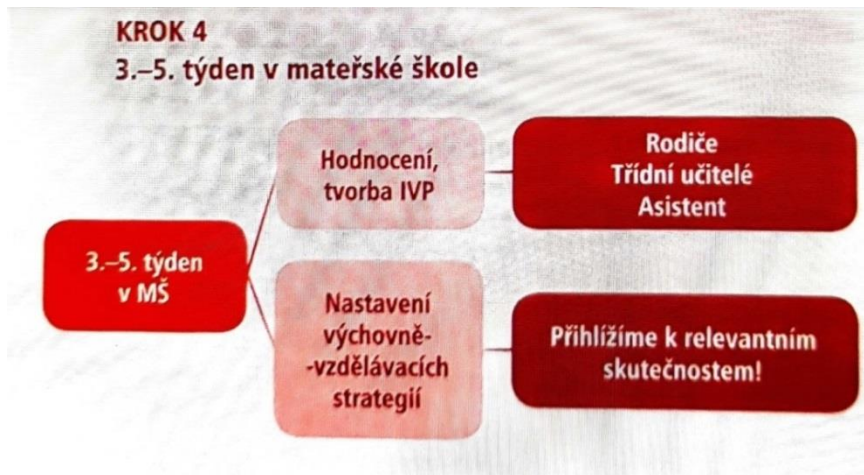 KROK 4
3.–5. týden v mateřské škole
Hodnocení,
tvorba IVP
Rodiče
Třídní učitelé
Asistent
3.–5. týden
v MŠ
Nastavení
výchovně-
-vzdělávacích
strategií
Přihlížíme k relevantním
skutečnostem!